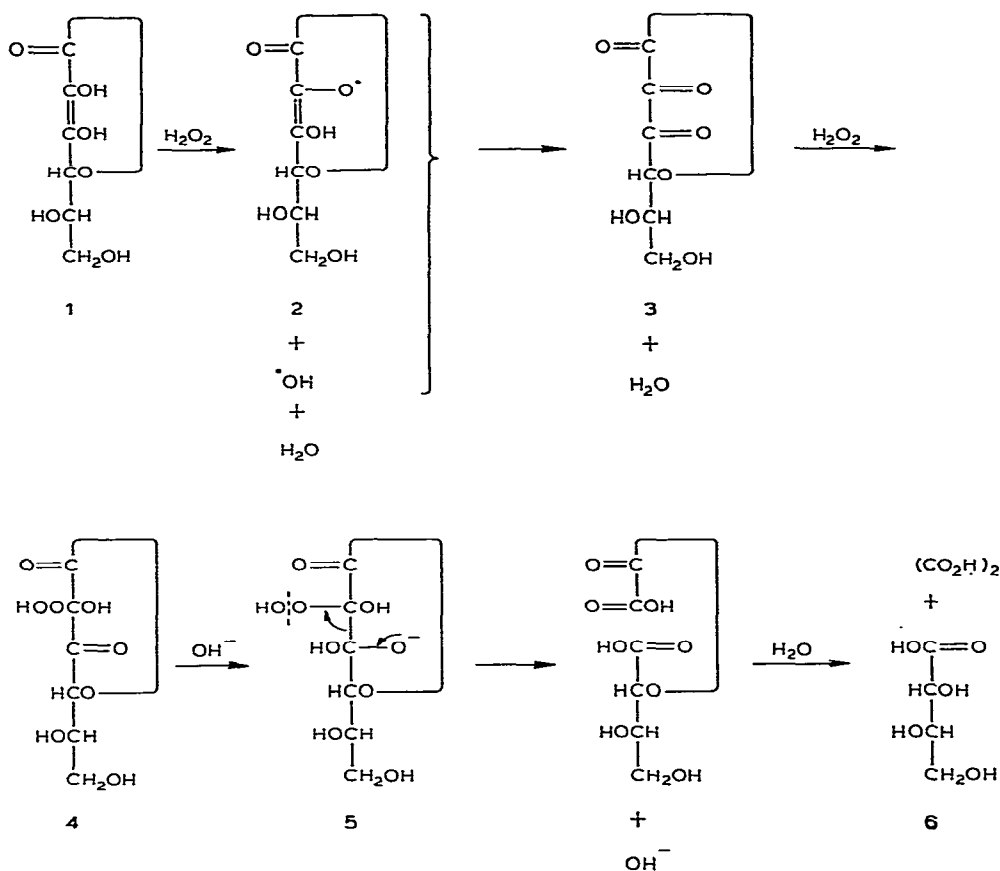 O=C
COH
COH
HCO
HOCH
CH₂OH
1
H₂O₂
O=C
C—O•
COH
HCO
HOCH
CH₂OH
2
+
•OH
+
H₂O
O=C
C=O
C=O
HCO
HOCH
CH₂OH
3
+
H₂O
H₂O₂
O=C
HOOCOH
C=O
HCO
HOCH
CH₂OH
4
OH⁻
O=C
HO—O—COH
HOC—O⁻
HCO
HOCH
CH₂OH
5
O=C
O=COH
HOC=O
HCO
HOCH
CH₂OH
+
OH⁻
H₂O
(CO₂H)₂
+
HOC=O
HCOH
HOCH
CH₂OH
6